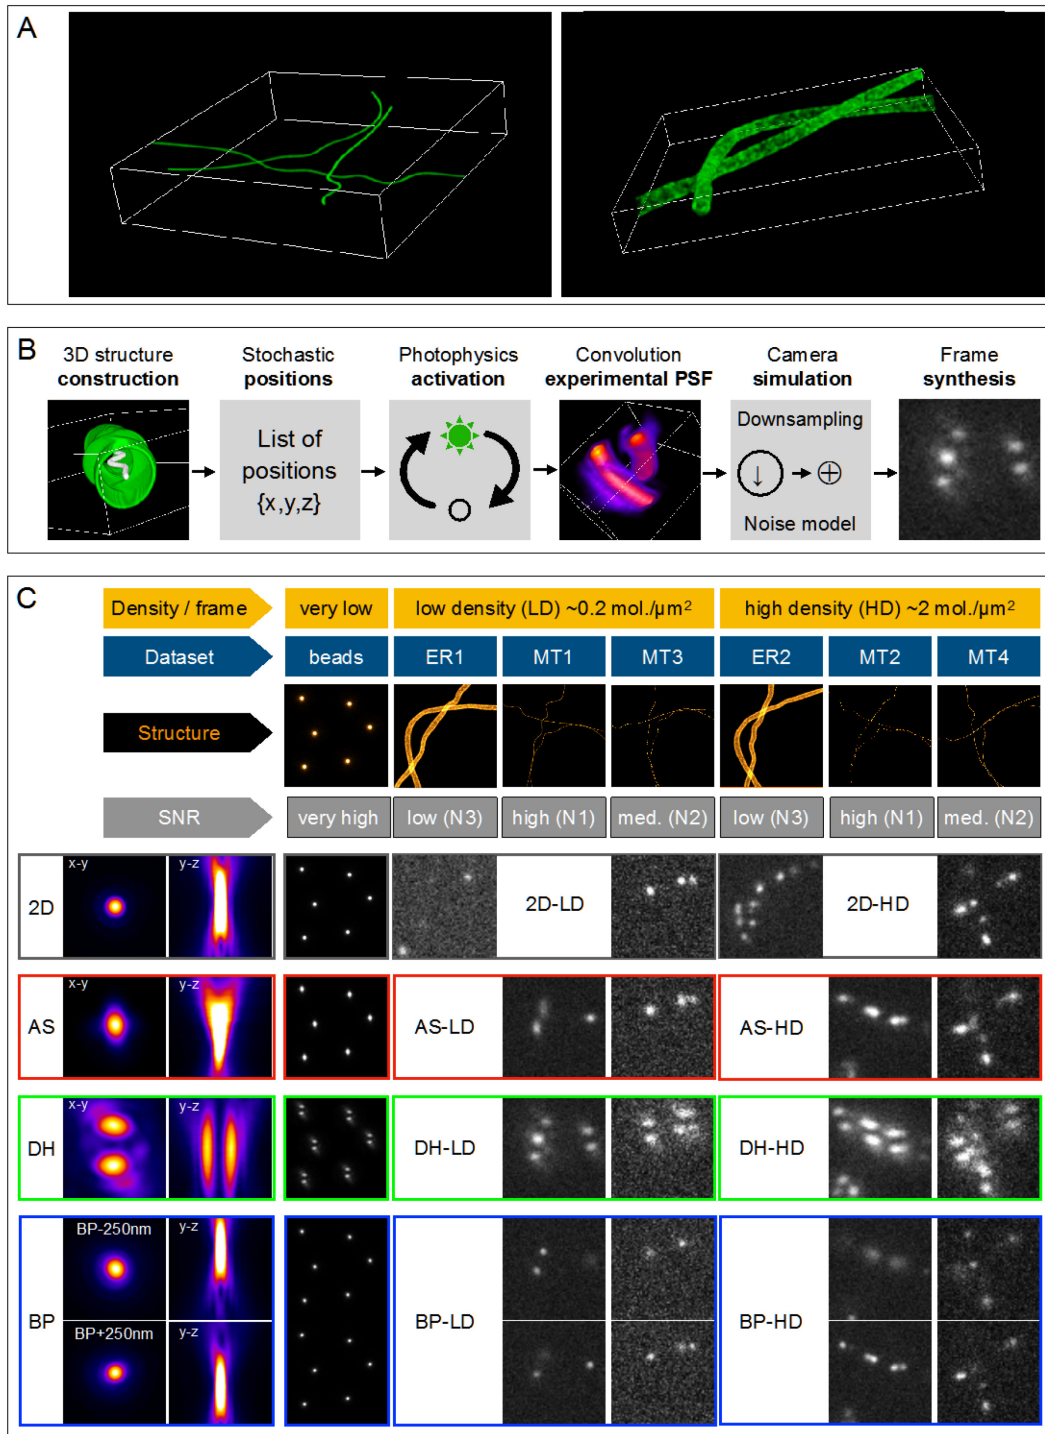 A
B
3D structure construction
Stochastic positions
Photophysics activation
Convolution experimental PSF
Camera simulation
Frame synthesis
List of positions {x,y,z}
Downsampling
↓
Noise model
C
Density / frame
very low
low density (LD) ~0.2 mol./µm²
high density (HD) ~2 mol./µm²
Dataset
beads
ER1
MT1
MT3
ER2
MT2
MT4
Structure
SNR
very high
low (N3)
high (N1)
med. (N2)
low (N3)
high (N1)
med. (N2)
2D
x-y
y-z
2D-LD
2D-HD
AS
x-y
y-z
AS-LD
AS-HD
DH
x-y
y-z
DH-LD
DH-HD
BP
BP-250nm
y-z
BP+250nm
y-z
BP-LD
BP-HD